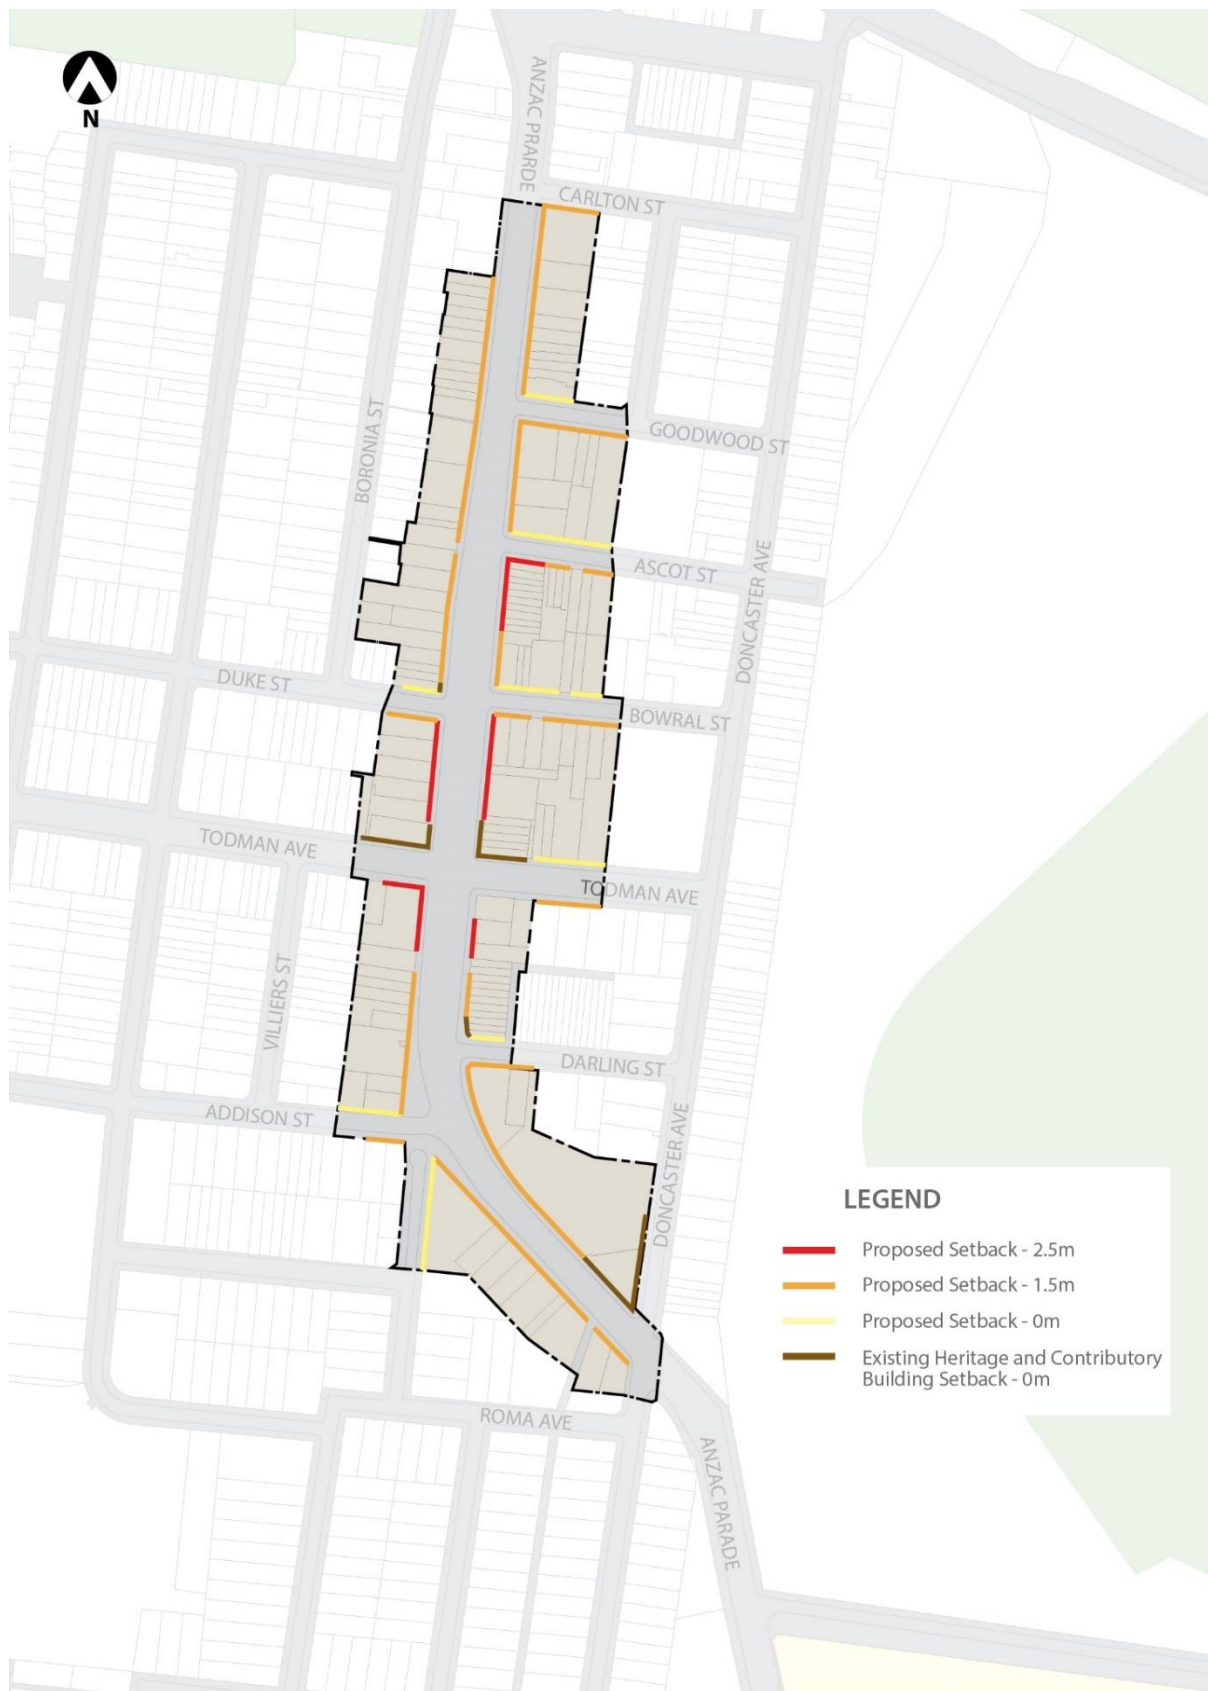 N
ANZAC PRARDE
CARLTON ST
GOODWOOD ST
BORONIA ST
ASCOT ST
DONCASTER AVE
DUKE ST
BOWRAL ST
TODMAN AVE
TODMAN AVE
VILLIERS ST
DARLING ST
ADDISON ST
DONCASTER AVE
LEGEND
Proposed Setback - 2.5m
Proposed Setback - 1.5m
Proposed Setback - 0m
Existing Heritage and Contributory
Building Setback - 0m
ROMA AVE
ANZAC PARADE